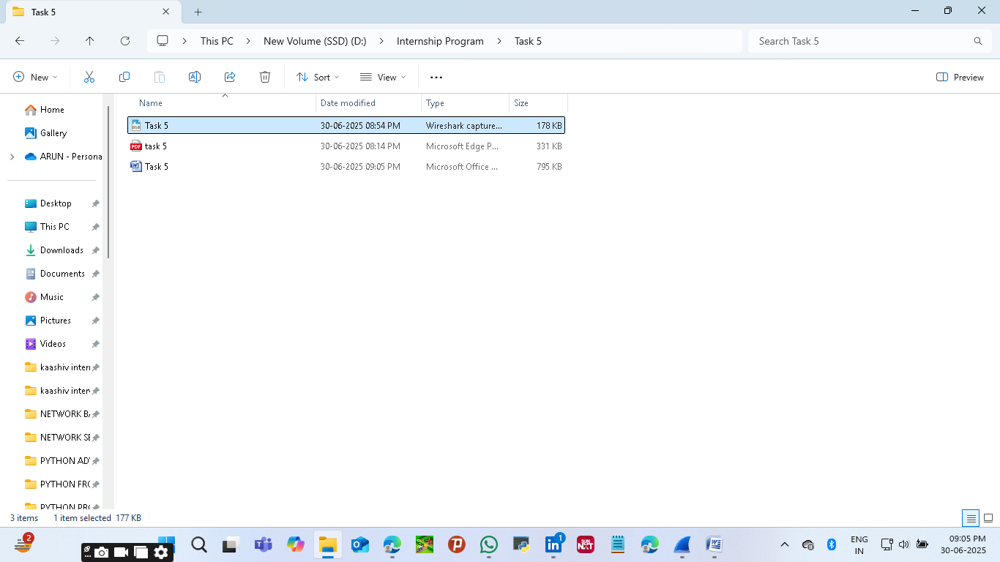 Task 5
This PC > New Volume (SSD) (D:) > Internship Program > Task 5
Search Task 5
New
Sort
View
Preview
Name Date modified Type Size
Task 5 30-06-2025 08:54 PM Wireshark capture... 178 KB
task 5 30-06-2025 08:14 PM Microsoft Edge P... 331 KB
Task 5 30-06-2025 09:05 PM Microsoft Office ... 795 KB
Home
Gallery
ARUN - Persona
Desktop
This PC
Downloads
Documents
Music
Pictures
Videos
kaashiv inter
kaashiv inter
NETWORK BA
NETWORK SE
PYTHON AD
PYTHON FRO
PYTHON PRO
3 items 1 item selected 177 KB
2
1
ENG
IN
09:05 PM
30-06-2025